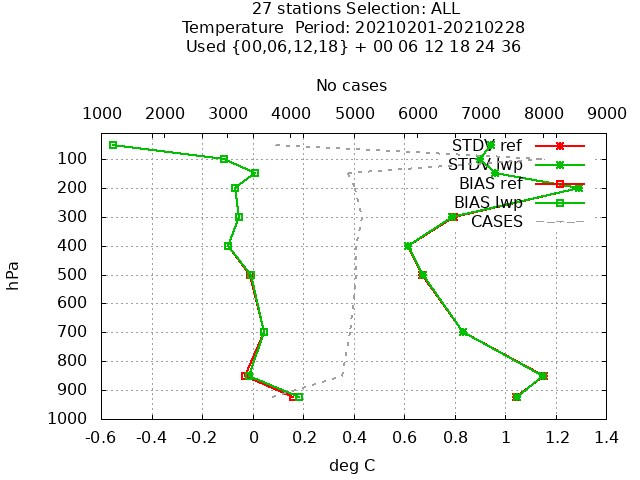 27 stations Selection: ALL
Temperature  Period: 20210201-20210228
Used {00,06,12,18} + 00 06 12 18 24 36
No cases
1000 2000 3000 4000 5000 6000 7000 8000 9000
STDV ref
STDV lwp
BIAS ref
BIAS lwp
CASES
hPa
100
200
300
400
500
600
700
800
900
1000
-0.6 -0.4 -0.2 0 0.2 0.4 0.6 0.8 1 1.2 1.4
deg C